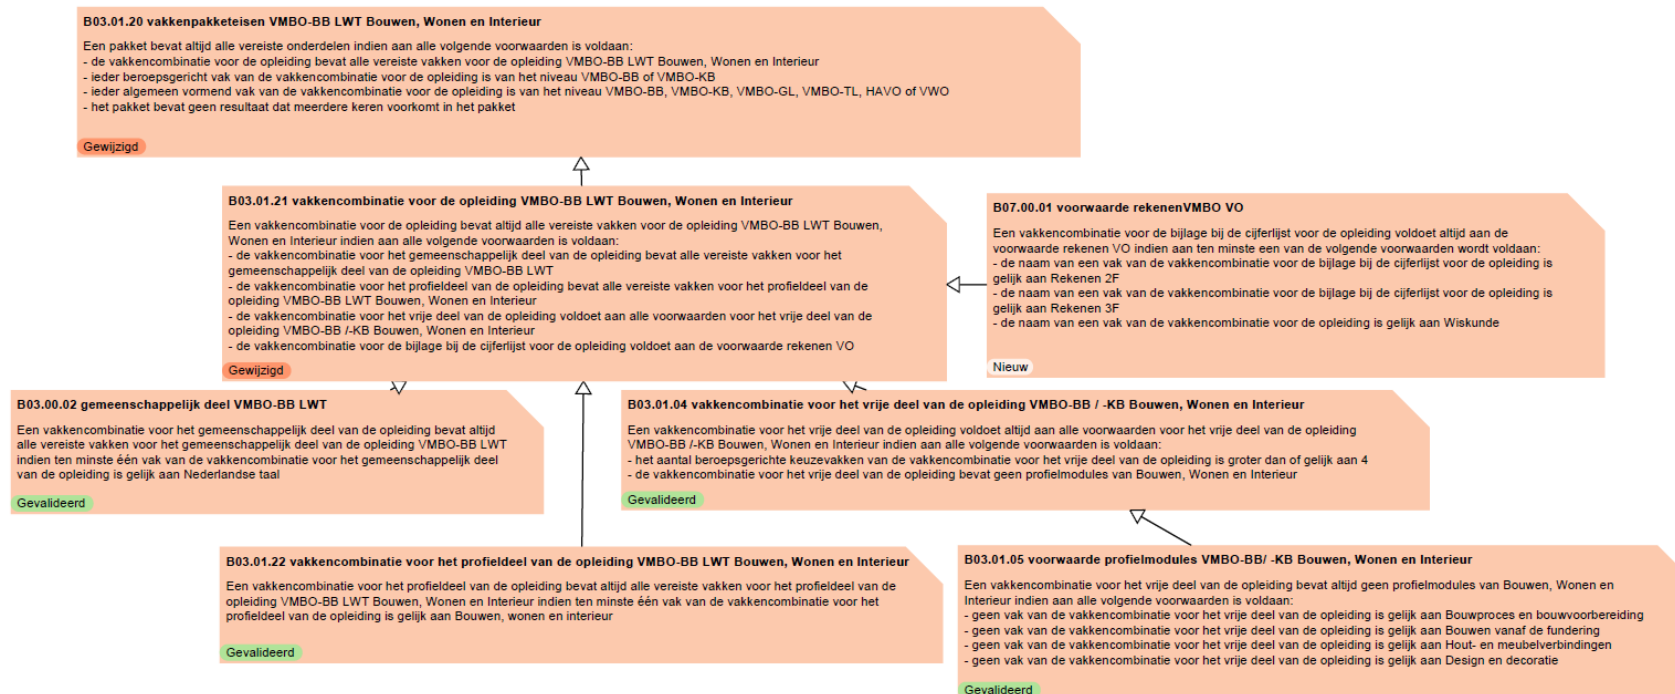 B03.01.20 vakkenpakketeisen VMBO-BB LWT Bouwen, Wonen en Interieur
Een pakket bevat altijd alle vereiste onderdelen indien aan alle volgende voorwaarden is voldaan:
- de vakkencombinatie voor de opleiding bevat alle vereiste vakken voor de opleiding VMBO-BB LWT Bouwen, Wonen en Interieur
- ieder beroepsgericht vak van de vakkencombinatie voor de opleiding is van het niveau VMBO-BB of VMBO-KB
- ieder algemeen vormend vak van de vakkencombinatie voor de opleiding is van het niveau VMBO-BB, VMBO-KB, VMBO-GL, VMBO-TL, HAVO of VWO
- het pakket bevat geen resultaat dat meerdere keren voorkomt in het pakket
Gewijzigd
B03.01.21 vakkencombinatie voor de opleiding VMBO-BB LWT Bouwen, Wonen en Interieur
Een vakkencombinatie voor de opleiding bevat altijd alle vereiste vakken voor de opleiding VMBO-BB LWT Bouwen,
Wonen en Interieur indien aan alle volgende voorwaarden is voldaan:
- de vakkencombinatie voor het gemeenschappelijk deel van de opleiding bevat alle vereiste vakken voor het
gemeenschappelijk deel van de opleiding VMBO-BB LWT
- de vakkencombinatie voor het profieldeel van de opleiding bevat alle vereiste vakken voor het profieldeel van de
opleiding VMBO-BB LWT Bouwen, Wonen en Interieur
- de vakkencombinatie voor het vrije deel van de opleiding voldoet aan alle voorwaarden voor het vrije deel van de
opleiding VMBO-BB /-KB Bouwen, Wonen en Interieur
- de vakkencombinatie voor de bijlage bij de cijferlijst voor de opleiding voldoet aan de voorwaarde rekenen VO
Gewijzigd
B07.00.01 voorwaarde rekenenVMBO VO
Een vakkencombinatie voor de bijlage bij de cijferlijst voor de opleiding voldoet altijd aan de
voorwaarde rekenen VO indien aan ten minste een van de volgende voorwaarden wordt voldaan:
- de naam van een vak van de vakkencombinatie voor de bijlage bij de cijferlijst voor de opleiding is
gelijk aan Rekenen 2F
- de naam van een vak van de vakkencombinatie voor de bijlage bij de cijferlijst voor de opleiding is
gelijk aan Rekenen 3F
- de naam van een vak van de vakkencombinatie voor de opleiding is gelijk aan Wiskunde
Nieuw
B03.00.02 gemeenschappelijk deel VMBO-BB LWT
Een vakkencombinatie voor het gemeenschappelijk deel van de opleiding bevat altijd
alle vereiste vakken voor het gemeenschappelijk deel van de opleiding VMBO-BB LWT
indien ten minste één vak van de vakkencombinatie voor het gemeenschappelijk deel
van de opleiding is gelijk aan Nederlandse taal
Gevalideerd
B03.01.04 vakkencombinatie voor het vrije deel van de opleiding VMBO-BB / -KB Bouwen, Wonen en Interieur
Een vakkencombinatie voor het vrije deel van de opleiding voldoet altijd aan alle voorwaarden voor het vrije deel van de opleiding
VMBO-BB /-KB Bouwen, Wonen en Interieur indien aan alle volgende voorwaarden is voldaan:
- het aantal beroepsgerichte keuzevakken van de vakkencombinatie voor het vrije deel van de opleiding is groter dan of gelijk aan 4
- de vakkencombinatie voor het vrije deel van de opleiding bevat geen profielmodules van Bouwen, Wonen en Interieur
Gevalideerd
B03.01.22 vakkencombinatie voor het profieldeel van de opleiding VMBO-BB LWT Bouwen, Wonen en Interieur
Een vakkencombinatie voor het profieldeel van de opleiding bevat altijd alle vereiste vakken voor het profieldeel van de
opleiding VMBO-BB LWT Bouwen, Wonen en Interieur indien ten minste één vak van de vakkencombinatie voor het
profieldeel van de opleiding is gelijk aan Bouwen, wonen en interieur
Gevalideerd
B03.01.05 voorwaarde profielmodules VMBO-BB/ -KB Bouwen, Wonen en Interieur
Een vakkencombinatie voor het vrije deel van de opleiding bevat altijd geen profielmodules van Bouwen, Wonen en
Interieur indien aan alle volgende voorwaarden is voldaan:
- geen vak van de vakkencombinatie voor het vrije deel van de opleiding is gelijk aan Bouwproces en bouwvoorbereiding
- geen vak van de vakkencombinatie voor het vrije deel van de opleiding is gelijk aan Bouwen vanaf de fundering
- geen vak van de vakkencombinatie voor het vrije deel van de opleiding is gelijk aan Hout- en meubelverbindingen
- geen vak van de vakkencombinatie voor het vrije deel van de opleiding is gelijk aan Design en decoratie
Gevalideerd